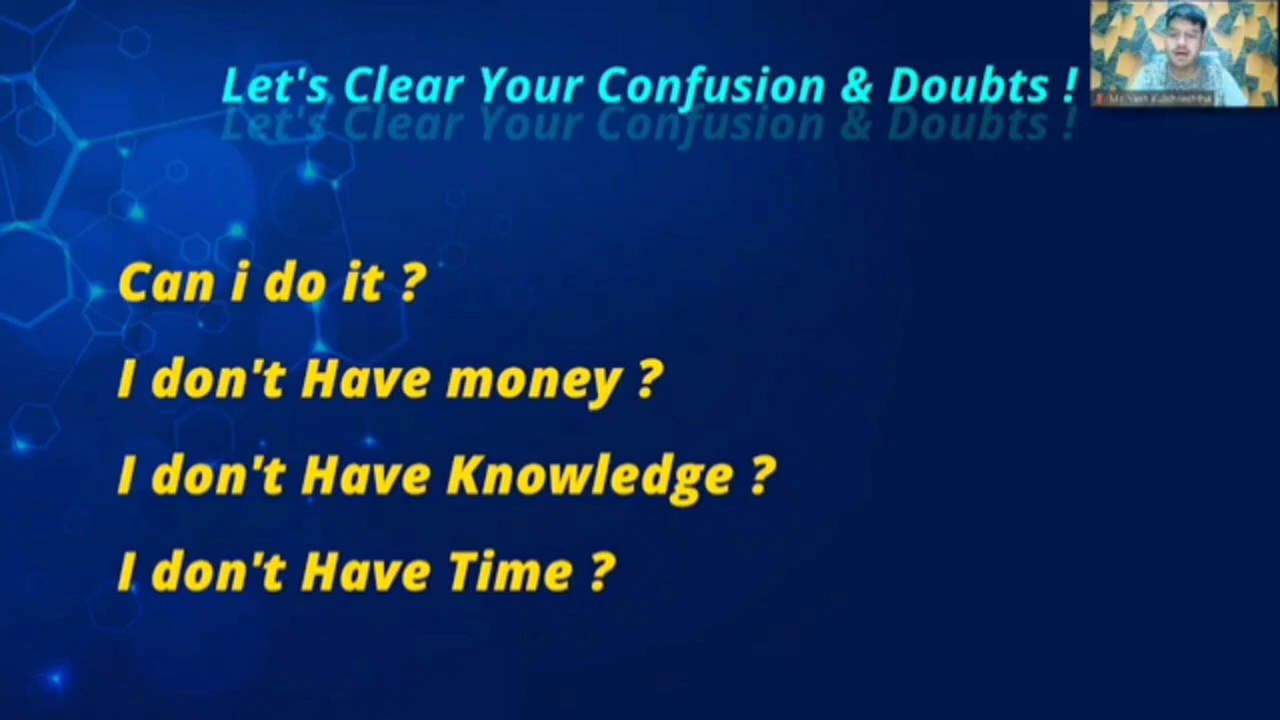 Let's Clear Your Confusion & Doubts !
Can i do it ?
I don't Have money ?
I don't Have Knowledge ?
I don't Have Time ?